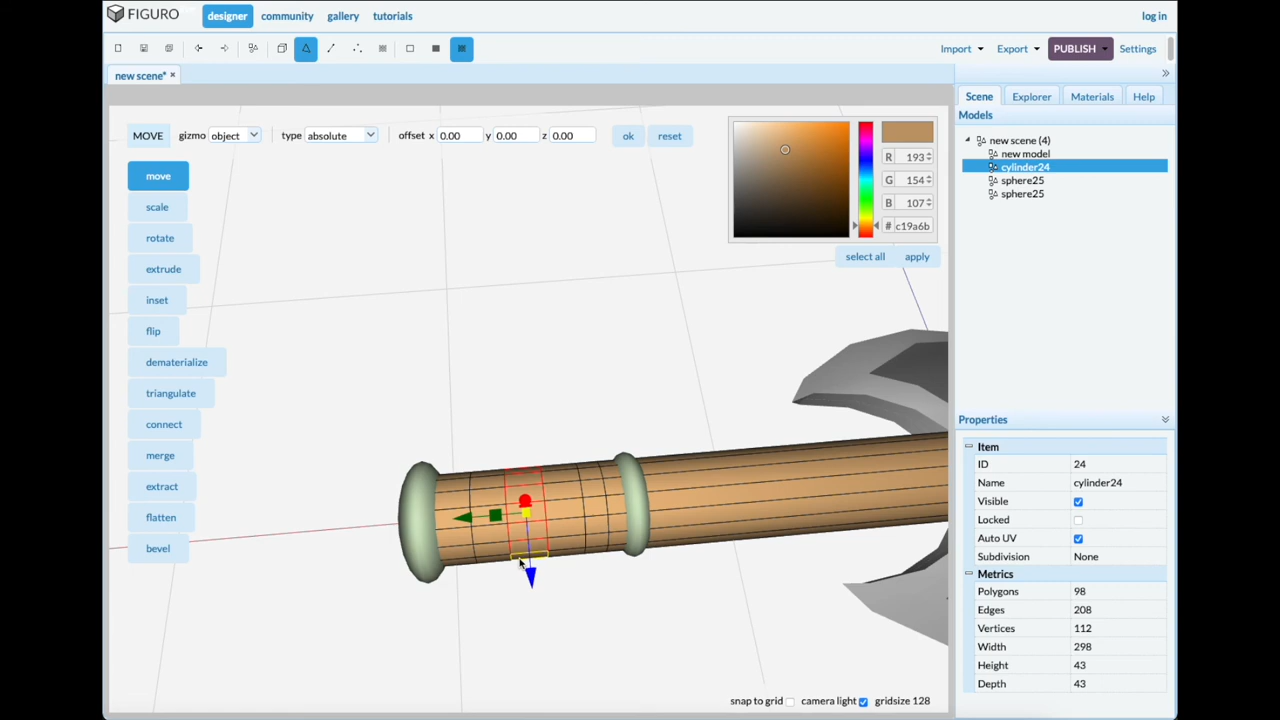 FIGURO designer community gallery tutorials log in
Import Export PUBLISH Settings
new scene* ×
MOVE gizmo object type absolute offset x 0.00 y 0.00 z 0.00 ok reset
move
scale
rotate
extrude
inset
flip
dematerialize
triangulate
connect
merge
extract
flatten
bevel
R 193
G 154
B 107
# c19a6b
select all apply
snap to grid camera light gridsize 128
Scene Explorer Materials Help
Models
new scene (4)
new model
cylinder24
sphere25
sphere25
Properties
Item
ID 24
Name cylinder24
Visible
Locked
Auto UV
Subdivision None
Metrics
Polygons 98
Edges 208
Vertices 112
Width 298
Height 43
Depth 43